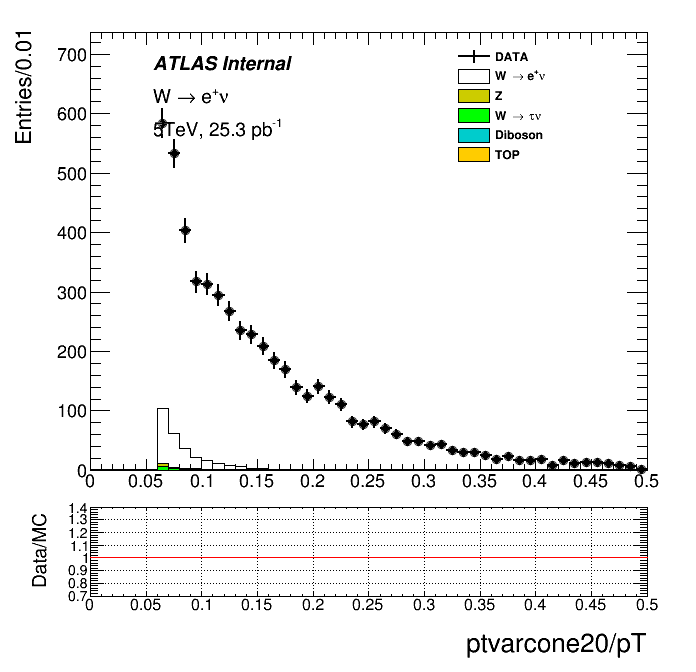 Entries/0.01
700
600
500
400
300
200
100
0
ATLAS Internal
W → e⁺ν
5TeV, 25.3 pb⁻¹
DATA
W → e⁺ν
Z
W → τν
Diboson
TOP
0 0.05 0.1 0.15 0.2 0.25 0.3 0.35 0.4 0.45 0.5
Data/MC
1.4
1.3
1.2
1.1
1
0.9
0.8
0.7
0 0.05 0.1 0.15 0.2 0.25 0.3 0.35 0.4 0.45 0.5
ptvarcone20/pT